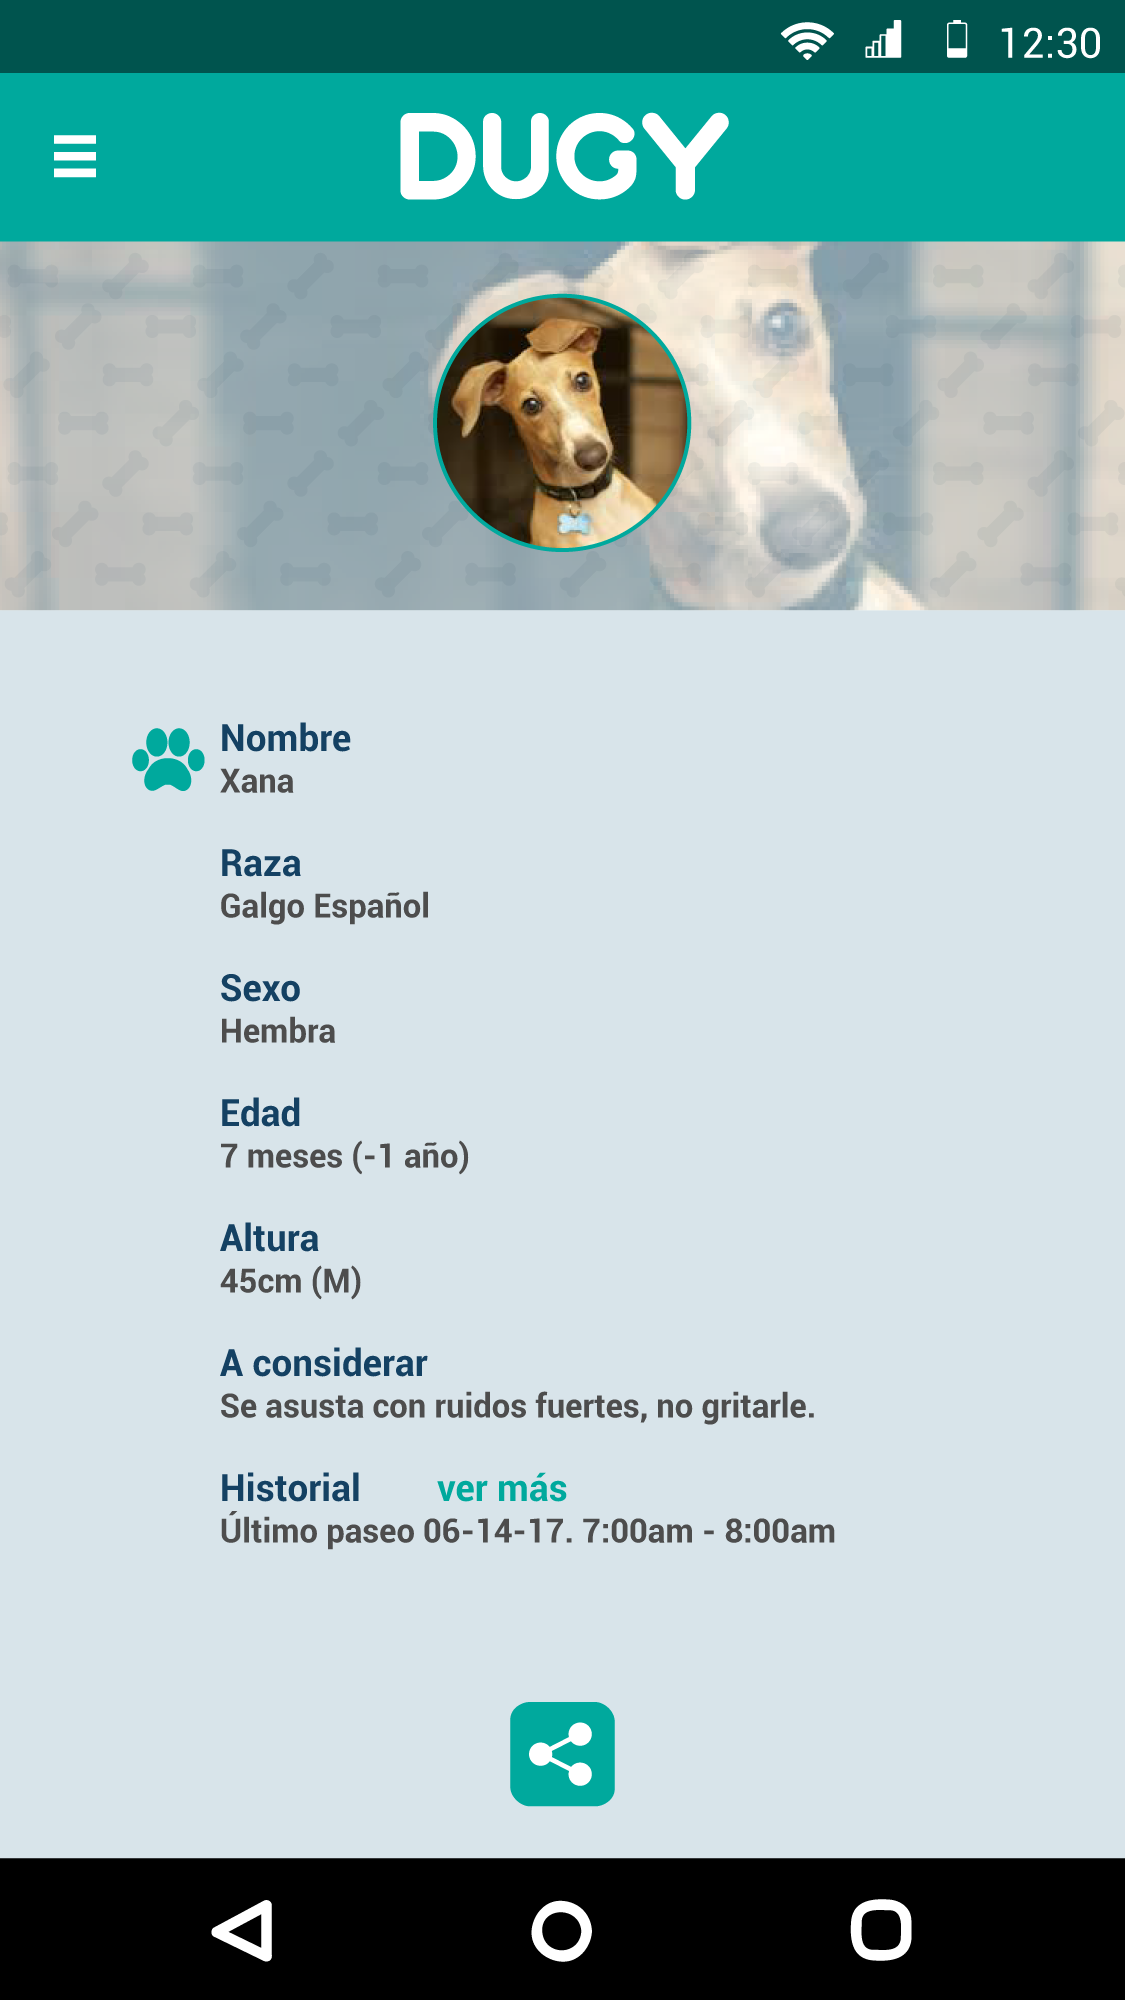 12:30
DUGY
Nombre
Xana
Raza
Galgo Español
Sexo
Hembra
Edad
7 meses (-1 año)
Altura
45cm (M)
A considerar
Se asusta con ruidos fuertes, no gritarle.
Historial ver más
Último paseo 06-14-17. 7:00am - 8:00am